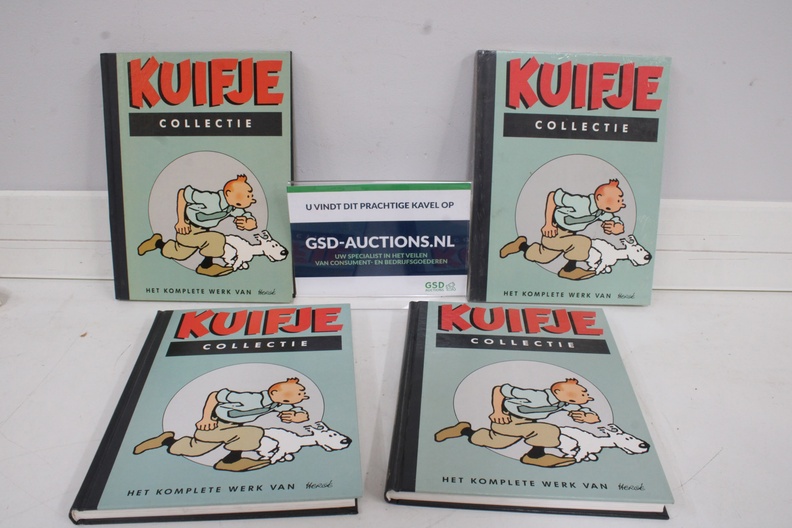 KUIFJE
COLLECTIE
HET KOMPLETE WERK VAN Hergé
KUIFJE
COLLECTIE
HET KOMPLETE WERK VAN Hergé
U VINDT DIT PRACHTIGE KAVEL OP
GSD-AUCTIONS.NL
UW SPECIALIST IN HET VEILEN
VAN CONSUMENT- EN BEDRIJFSGOEDEREN
GSD
KUIFJE
COLLECTIE
HET KOMPLETE WERK VAN Hergé
KUIFJE
COLLECTIE
HET KOMPLETE WERK VAN Hergé